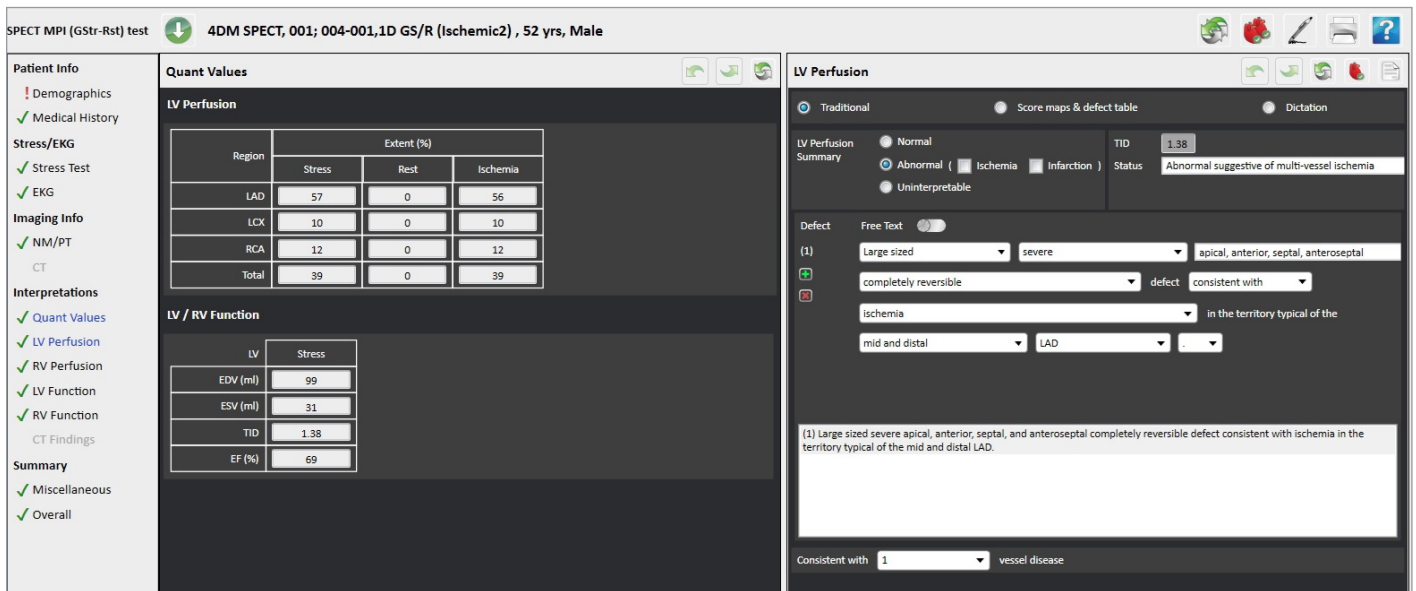 SPECT MPI (GStr-Rst) test
4DM SPECT, 001; 004-001,1D GS/R (Ischemic2) , 52 yrs, Male
?
Patient Info
! Demographics
Medical History
Stress/EKG
Stress Test
EKG
Imaging Info
NM/PT
CT
Interpretations
Quant Values
LV Perfusion
RV Perfusion
LV Function
RV Function
CT Findings
Summary
Miscellaneous
Overall
Quant Values
LV Perfusion
Region Extent (%)
Stress Rest Ischemia
LAD 57 0 56
LCX 10 0 10
RCA 12 0 12
Total 39 0 39
LV / RV Function
LV Stress
EDV (ml) 99
ESV (ml) 31
TID 1.38
EF (%) 69
LV Perfusion
Traditional Score maps & defect table Dictation
LV Perfusion Summary
Normal
Abnormal ( Ischemia Infarction )
Uninterpretable
TID 1.38
Status Abnormal suggestive of multi-vessel ischemia
Defect Free Text
(1) Large sized severe apical, anterior, septal, anteroseptal
completely reversible defect consistent with
ischemia in the territory typical of the
mid and distal LAD .
(1) Large sized severe apical, anterior, septal, and anteroseptal completely reversible defect consistent with ischemia in the
territory typical of the mid and distal LAD.
Consistent with 1 vessel disease